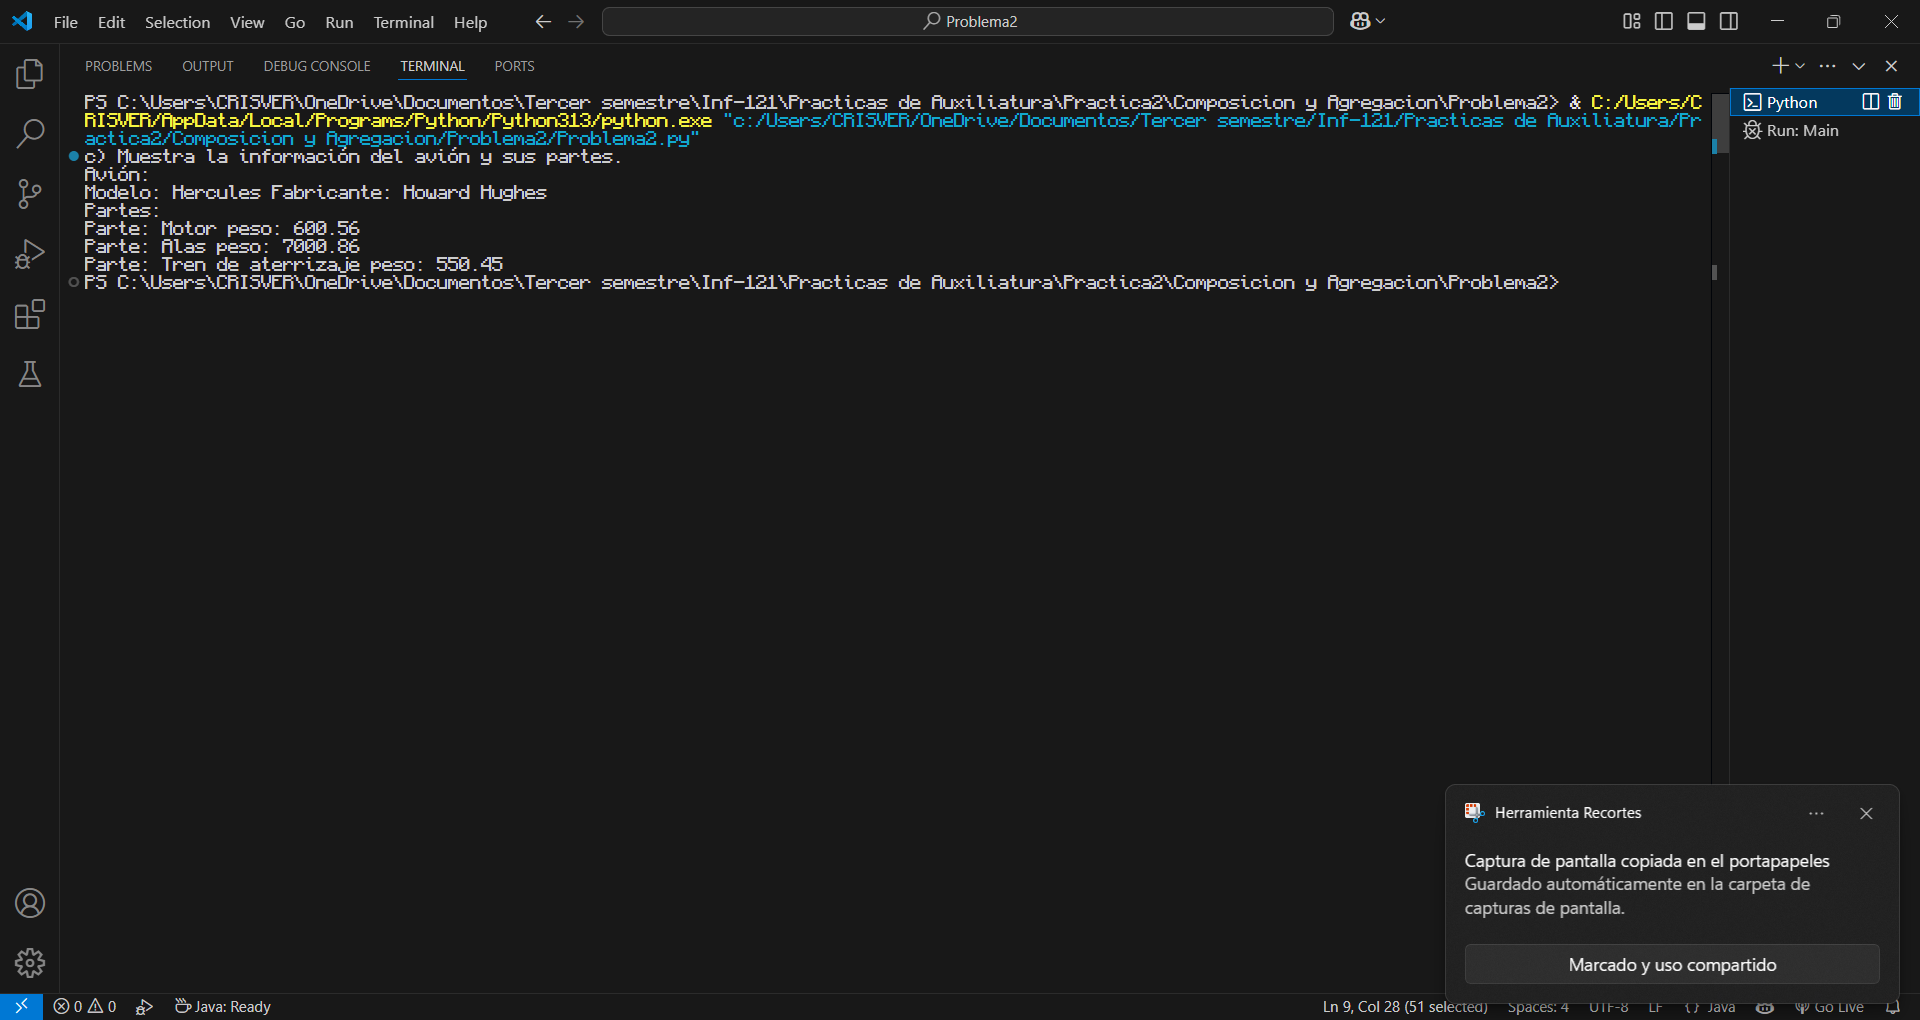 File Edit Selection View Go Run Terminal Help
Problema2
PROBLEMS OUTPUT DEBUG CONSOLE TERMINAL PORTS
PS C:\Users\CRISVER\OneDrive\Documentos\Tercer semestre\Inf-121\Practicas de Auxiliatura\Practica2\Composicion y Agregacion\Problema2> & C:/Users/C
RISVER/AppData/Local/Programs/Python/Python313/python.exe "c:/Users/CRISVER/OneDrive/Documentos/Tercer semestre/Inf-121/Practicas de Auxiliatura/Pr
actica2/Composicion y Agregacion/Problema2/Problema2.py"
c) Muestra la información del avión y sus partes.
Avión:
Modelo: Hercules Fabricante: Howard Hughes
Partes:
Parte: Motor peso: 600.56
Parte: Alas peso: 7000.86
Parte: Tren de aterrizaje peso: 550.45
PS C:\Users\CRISVER\OneDrive\Documentos\Tercer semestre\Inf-121\Practicas de Auxiliatura\Practica2\Composicion y Agregacion\Problema2>
Python
Run: Main
Herramienta Recortes
Captura de pantalla copiada en el portapapeles
Guardado automáticamente en la carpeta de
capturas de pantalla.
Marcado y uso compartido
0 0 Java: Ready Ln 9, Col 28 (51 selected) Spaces: 4 UTF-8 LF {} Java Go Live